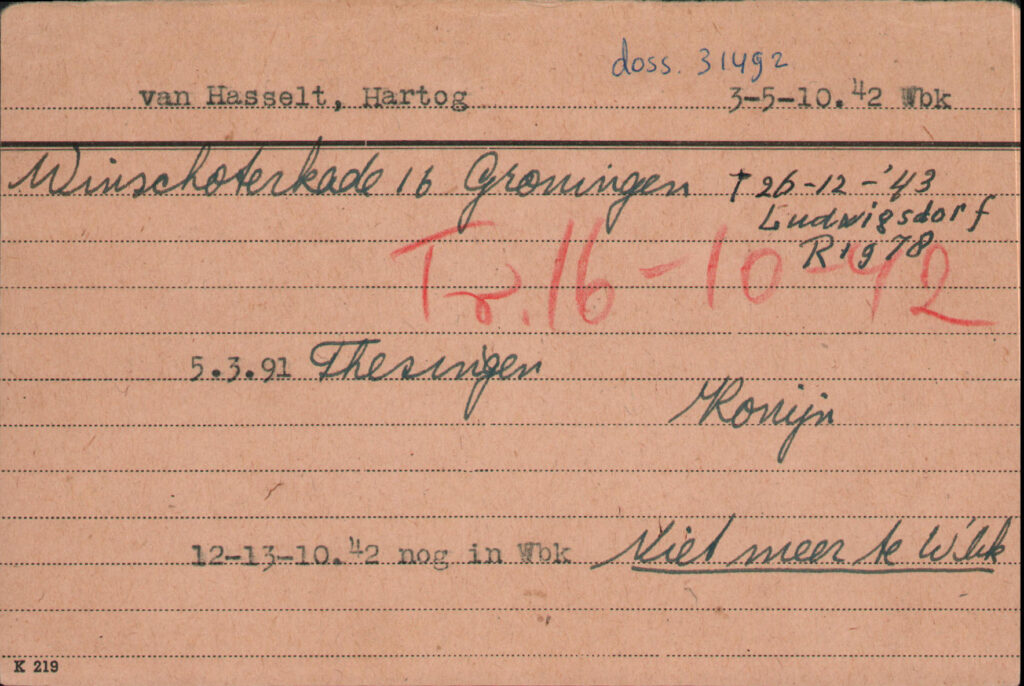 doss. 31492
van Hasselt, Hartog 3-5-10.42 Wbk
Winschoterkade 16 Groningen † 26-12-'43
Ludwigsdorf
R1978
Tr. 16-10-42
5.3.91 Thesingen
Konijn
12-13-10.42 nog in Wbk Niet meer te Wbk
K 219